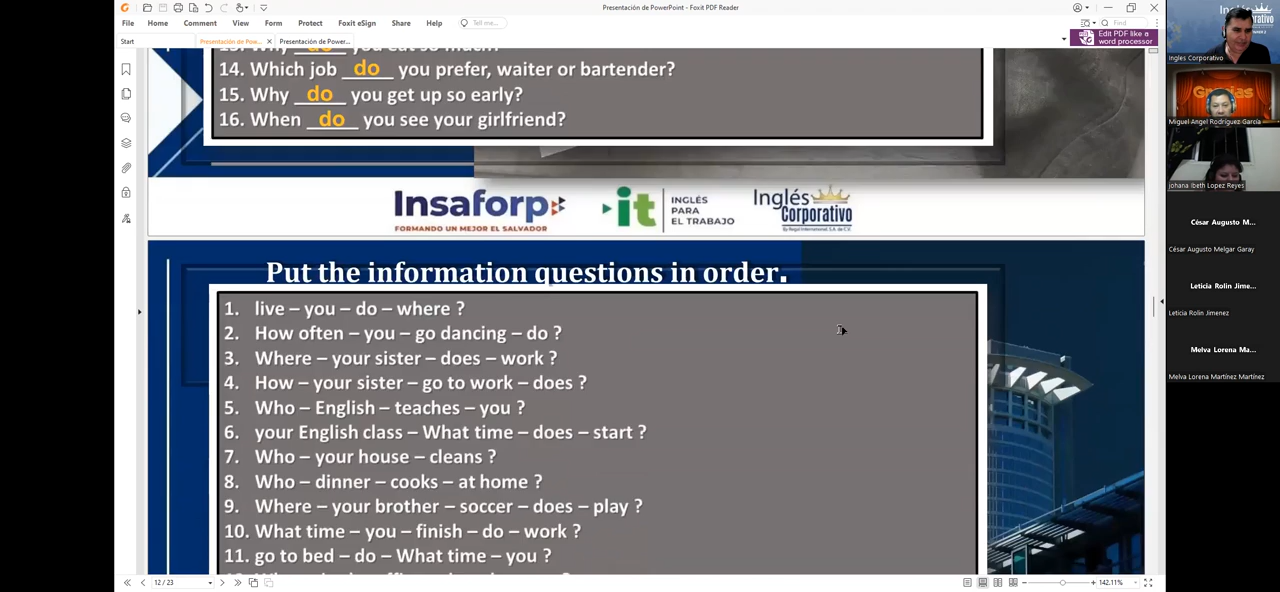 Presentación de PowerPoint - Foxit PDF Reader
File Home Comment View Form Protect Foxit eSign Share Help Tell me... Find
Start Presentación de Pow... Presentación de Power... Edit PDF like a word processor
14. Which job do you prefer, waiter or bartender?
15. Why do you get up so early?
16. When do you see your girlfriend?
Insaforp
FORMANDO UN MEJOR EL SALVADOR
it
INGLÉS
PARA
EL TRABAJO
Inglés
Corporativo
Put the information questions in order.
1. live – you – do – where ?
2. How often – you – go dancing – do ?
3. Where – your sister – does – work ?
4. How – your sister – go to work – does ?
5. Who – English – teaches – you ?
6. your English class – What time – does – start ?
7. Who – your house – cleans ?
8. Who – dinner – cooks – at home ?
9. Where – your brother – soccer – does – play ?
10. What time – you – finish – do – work ?
11. go to bed – do – What time – you ?
12 / 23
142.11%
Ingles Corporativo
Gracias
Miguel Angel Rodríguez García
johana ibeth Lopez Reyes
César Augusto M...
César Augusto Melgar Garay
Leticia Rolin Jime...
Leticia Rolin Jimenez
Melva Lorena Ma...
Melva Lorena Martínez Martínez